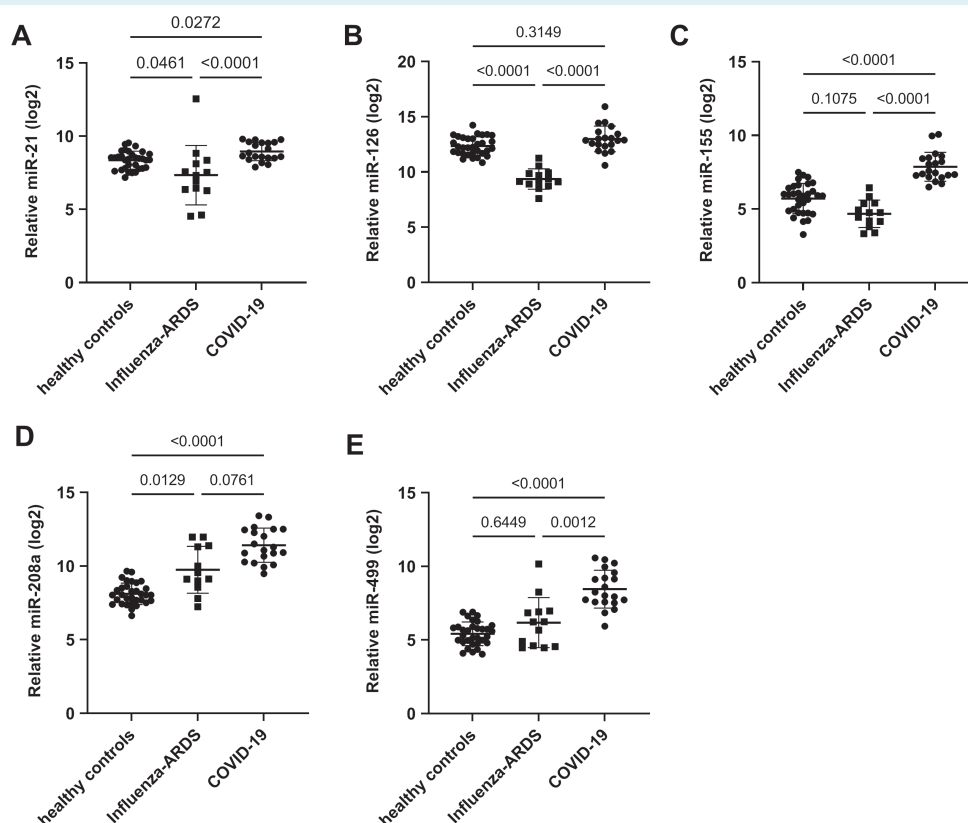 A
0.0272
0.0461
<0.0001
Relative miR-21 (log2)
15
10
5
0
healthy controls
Influenza-ARDS
COVID-19
B
0.3149
<0.0001
<0.0001
Relative miR-126 (log2)
20
15
10
5
0
healthy controls
Influenza-ARDS
COVID-19
C
<0.0001
0.1075
<0.0001
Relative miR-155 (log2)
15
10
5
0
healthy controls
Influenza-ARDS
COVID-19
D
<0.0001
0.0129
0.0761
Relative miR-208a (log2)
15
10
5
0
healthy controls
Influenza-ARDS
COVID-19
E
<0.0001
0.6449
0.0012
Relative miR-499 (log2)
15
10
5
0
healthy controls
Influenza-ARDS
COVID-19